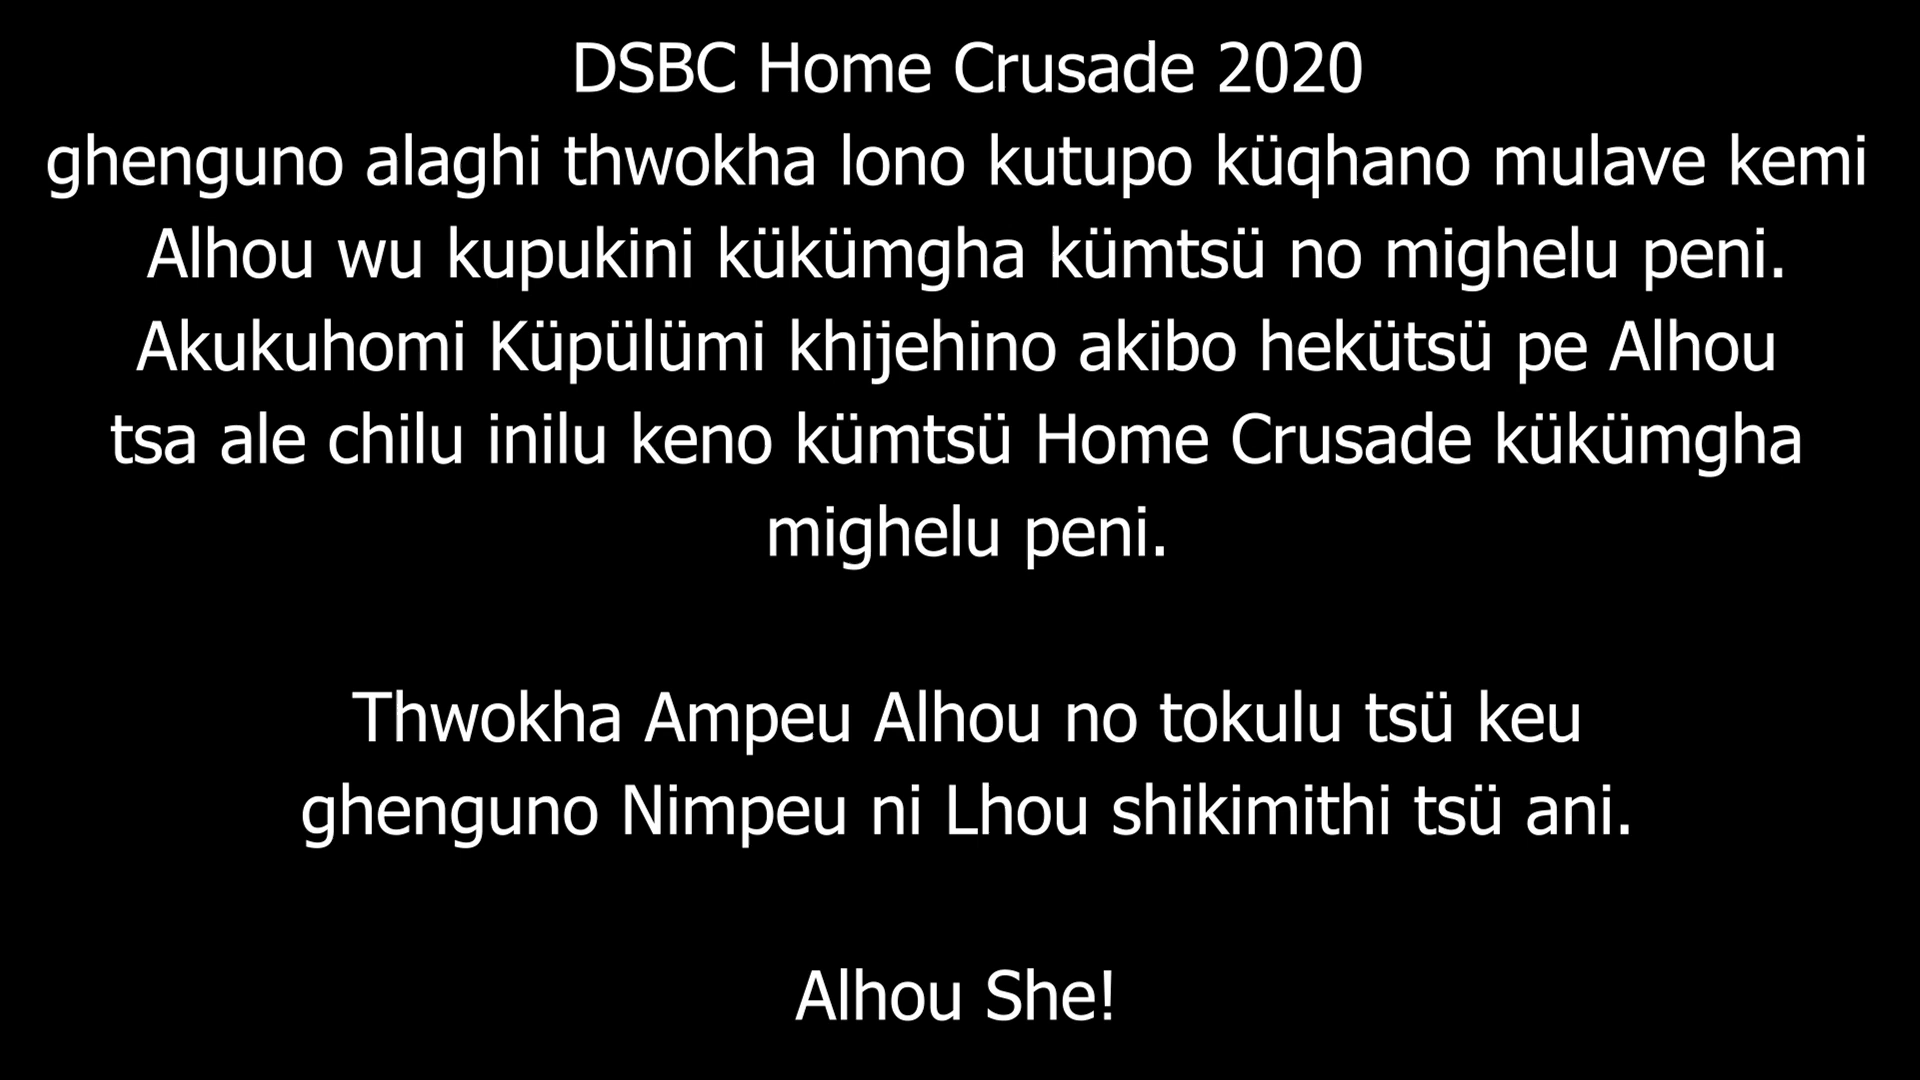 DSBC Home Crusade 2020
ghenguno alaghi thwokha lono kutupo küqhano mulave kemi
Alhou wu kupukini kükümgha kümtsü no mighelu peni.
Akukuhomi Küpülümi khijehino akibo hekütsü pe Alhou
tsa ale chilu inilu keno kümtsü Home Crusade kükümgha
mighelu peni.
Thwokha Ampeu Alhou no tokulu tsü keu
ghenguno Nimpeu ni Lhou shikimithi tsü ani.
Alhou She!